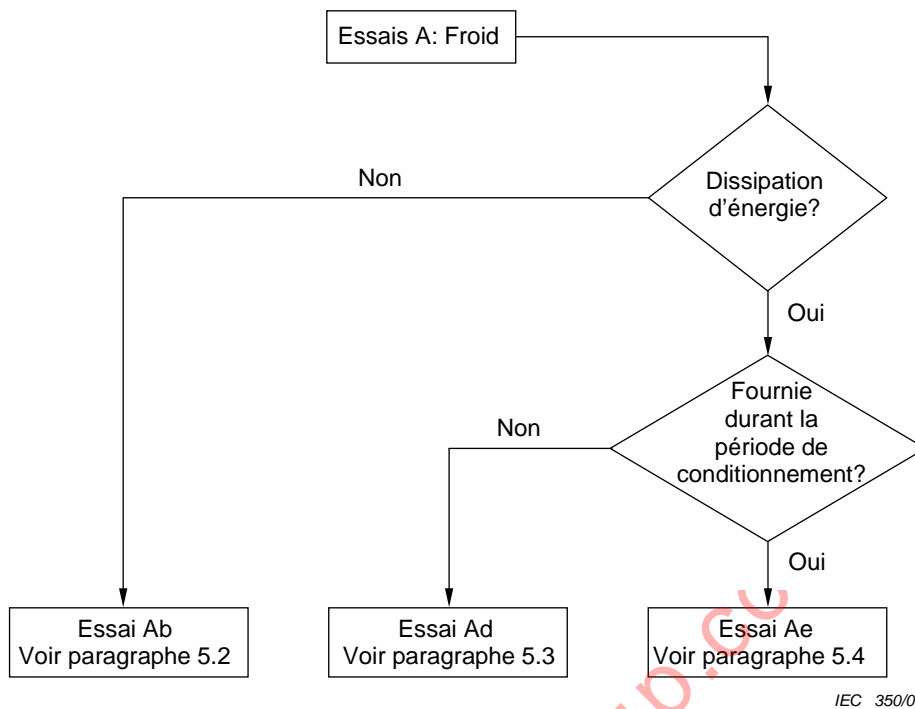 Essais A: Froid
Dissipation
d'énergie?
Non
Oui
Fournie
durant la
période de
conditionnement?
Non
Oui
Essai Ab
Voir paragraphe 5.2
Essai Ad
Voir paragraphe 5.3
Essai Ae
Voir paragraphe 5.4
IEC 350/0